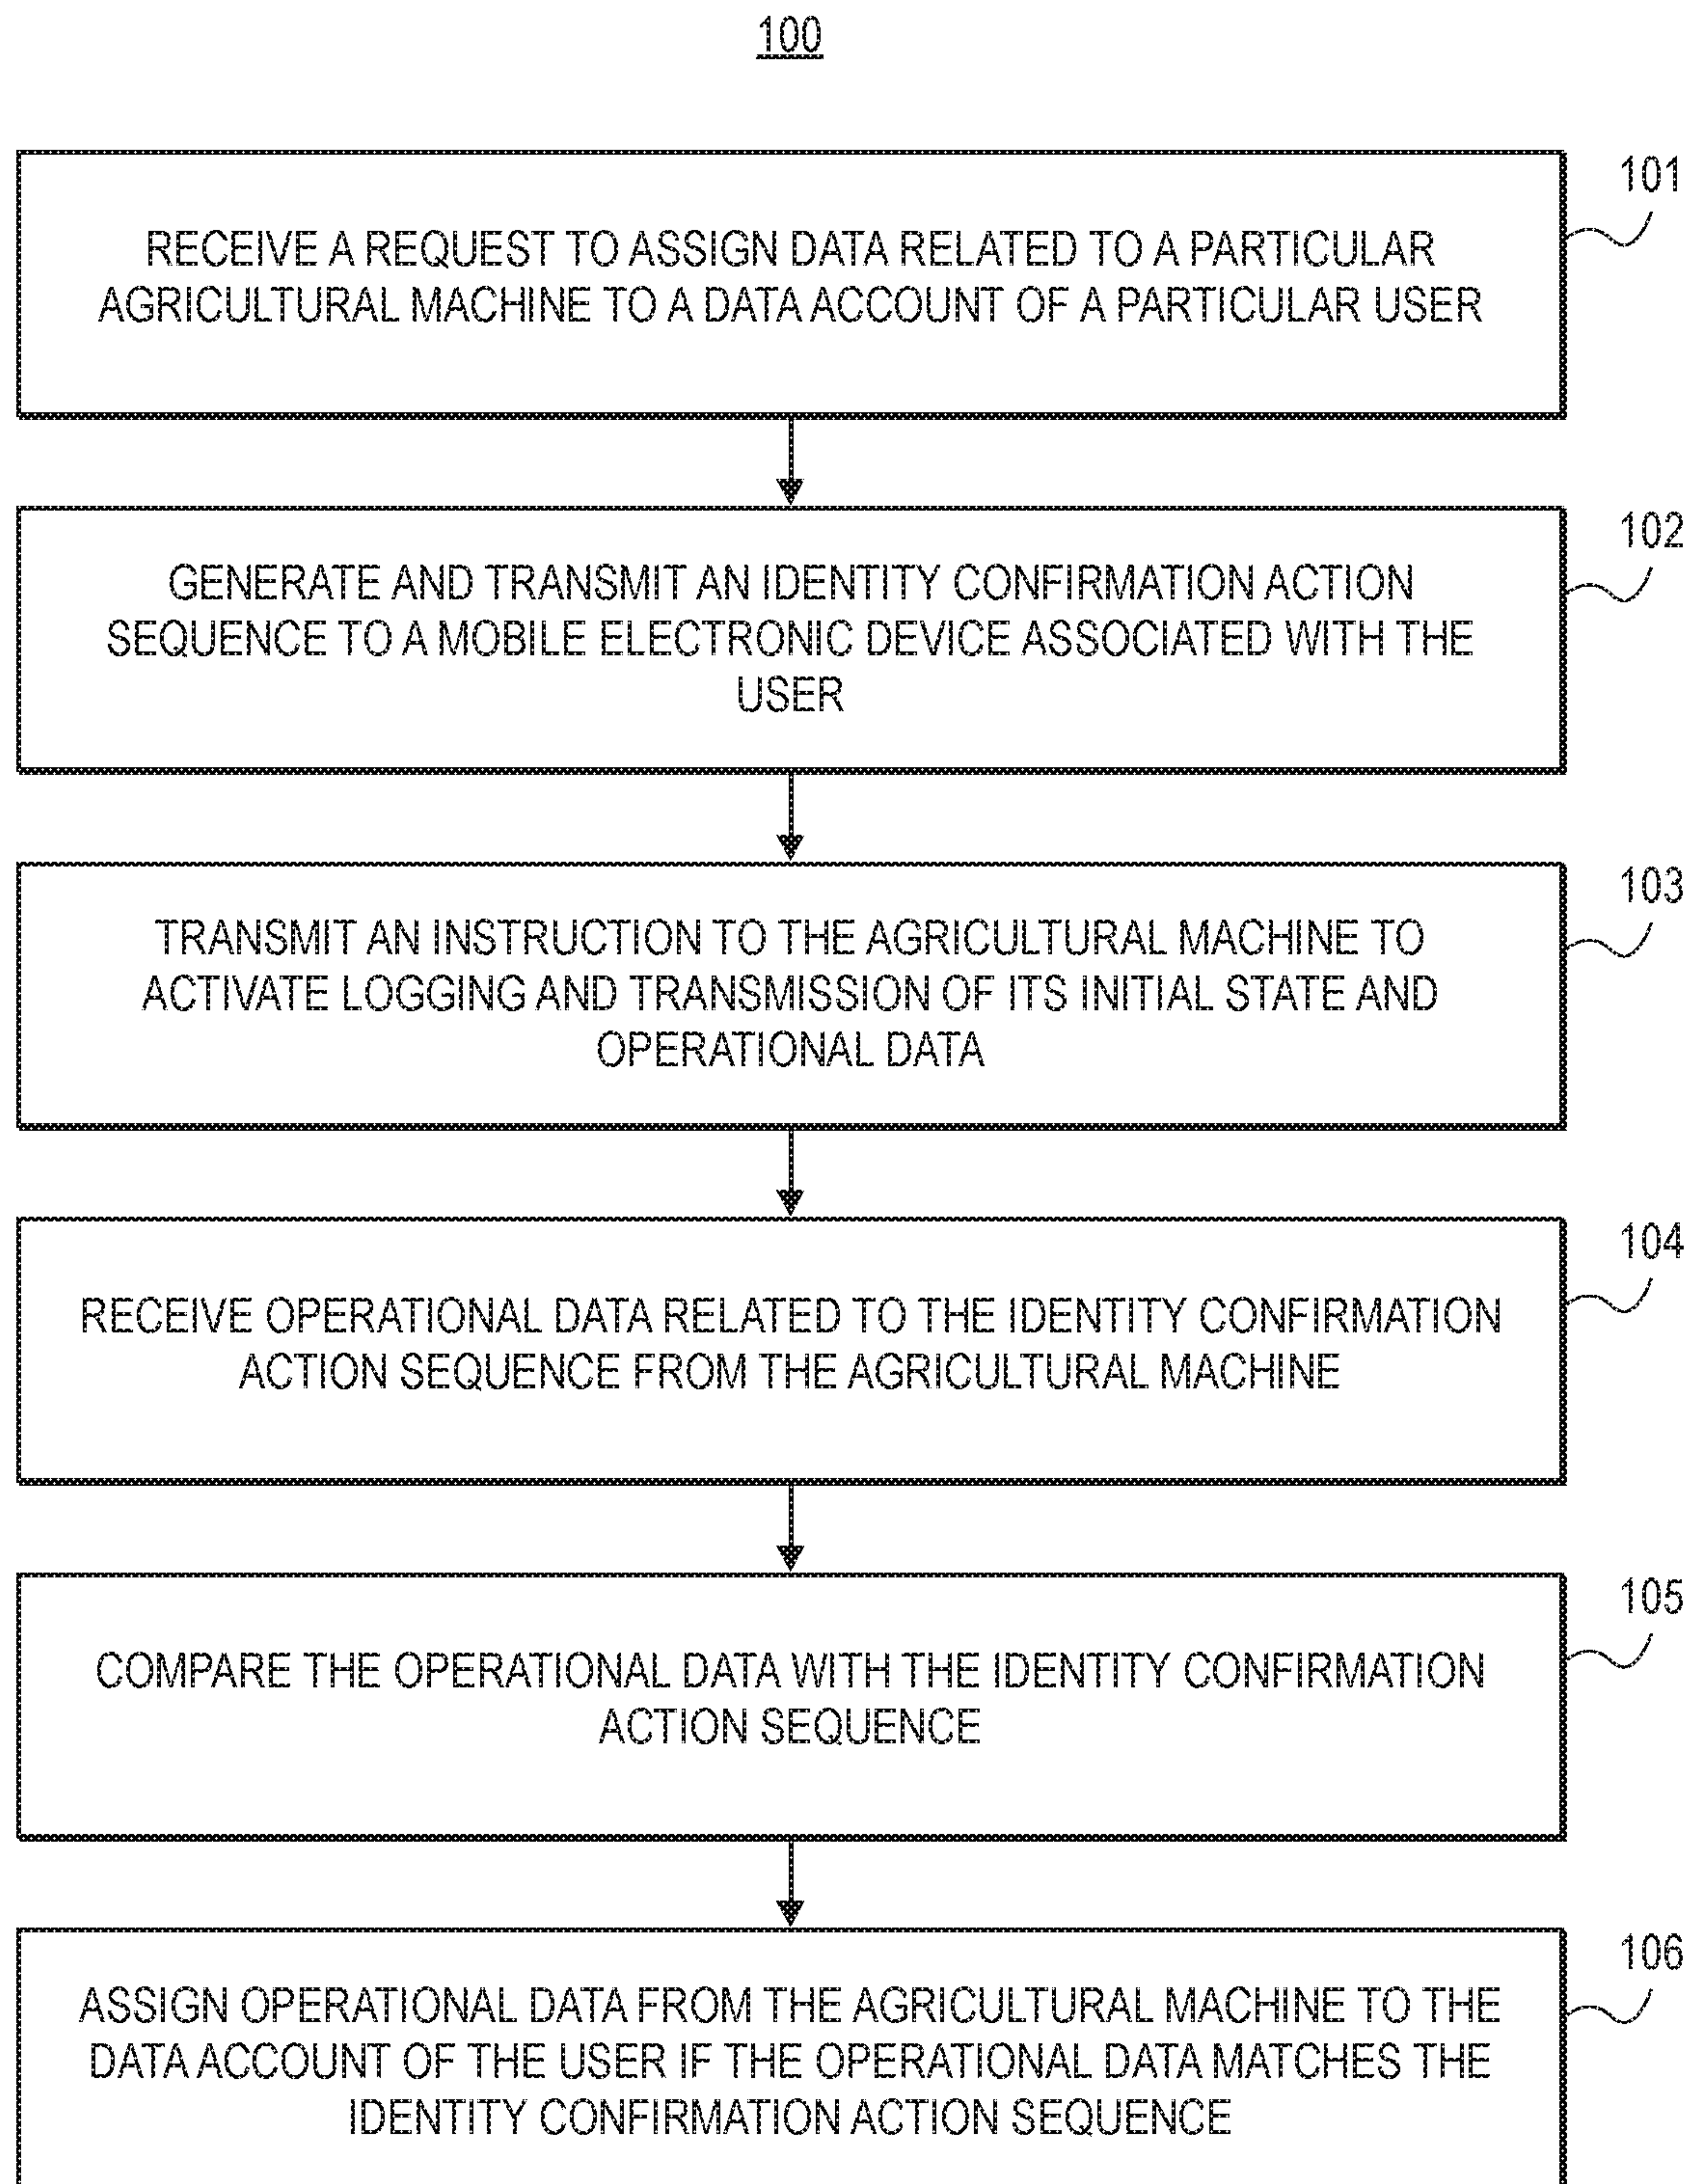 100
101
RECEIVE A REQUEST TO ASSIGN DATA RELATED TO A PARTICULAR
AGRICULTURAL MACHINE TO A DATA ACCOUNT OF A PARTICULAR USER
102
GENERATE AND TRANSMIT AN IDENTITY CONFIRMATION ACTION
SEQUENCE TO A MOBILE ELECTRONIC DEVICE ASSOCIATED WITH THE
USER
103
TRANSMIT AN INSTRUCTION TO THE AGRICULTURAL MACHINE TO
ACTIVATE LOGGING AND TRANSMISSION OF ITS INITIAL STATE AND
OPERATIONAL DATA
104
RECEIVE OPERATIONAL DATA RELATED TO THE IDENTITY CONFIRMATION
ACTION SEQUENCE FROM THE AGRICULTURAL MACHINE
105
COMPARE THE OPERATIONAL DATA WITH THE IDENTITY CONFIRMATION
ACTION SEQUENCE
106
ASSIGN OPERATIONAL DATA FROM THE AGRICULTURAL MACHINE TO THE
DATA ACCOUNT OF THE USER IF THE OPERATIONAL DATA MATCHES THE
IDENTITY CONFIRMATION ACTION SEQUENCE